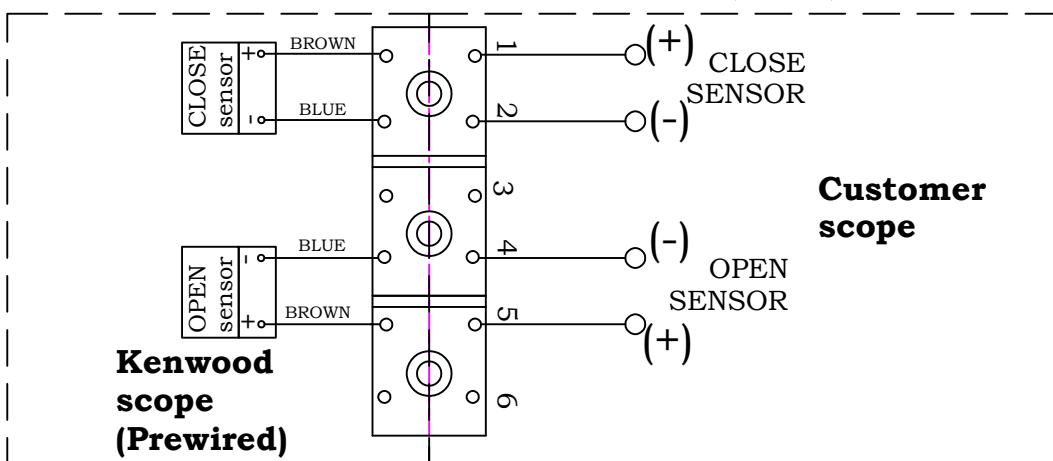 CLOSE
sensor
+
-
BROWN
BLUE
1
2
3
4
5
6
(+)
CLOSE
SENSOR
(-)
Customer
scope
OPEN
sensor
-
+
BLUE
BROWN
(-)
OPEN
SENSOR
(+)
Kenwood
scope
(Prewired)